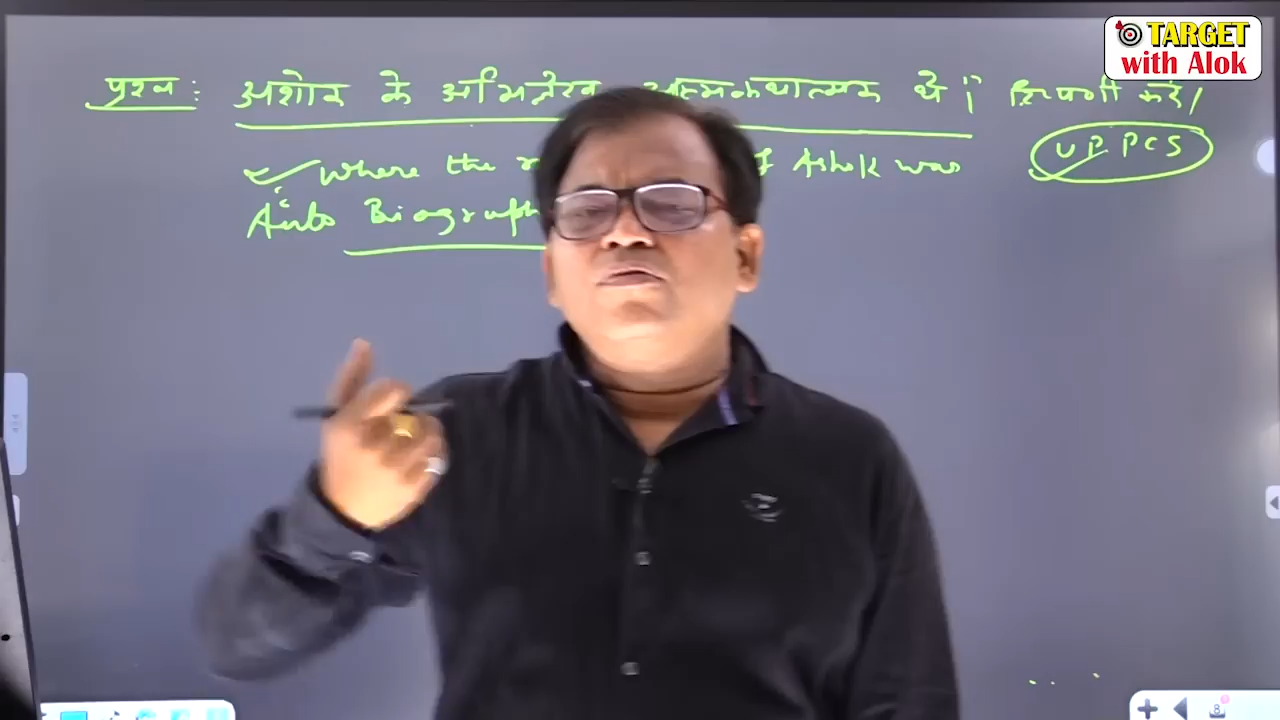 TARGET
with Alok
प्रश्न : अशोक के अभिलेख आत्मकथात्मक थे।" टिप्पणी करें।
UP PCS
Where the of Ashok was
Auto Biograph